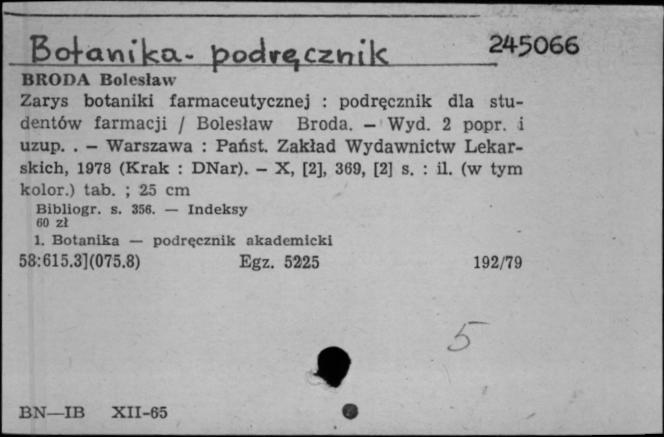 Botanika - podręcznik 245066
BRODA Bolesław
Zarys botaniki farmaceutycznej : podręcznik dla stu-
dentów farmacji / Bolesław Broda. — Wyd. 2 popr. i
uzup. . — Warszawa : Państ. Zakład Wydawnictw Lekar-
skich, 1978 (Krak : DNar). — X, [2], 369, [2] s. : il. (w tym
kolor.) tab. ; 25 cm
Bibliogr. s. 356. — Indeksy
60 zł
1. Botanika — podręcznik akademicki
58:615.3](075.8) Egz. 5225 192/79
5
BN—IB XII-65